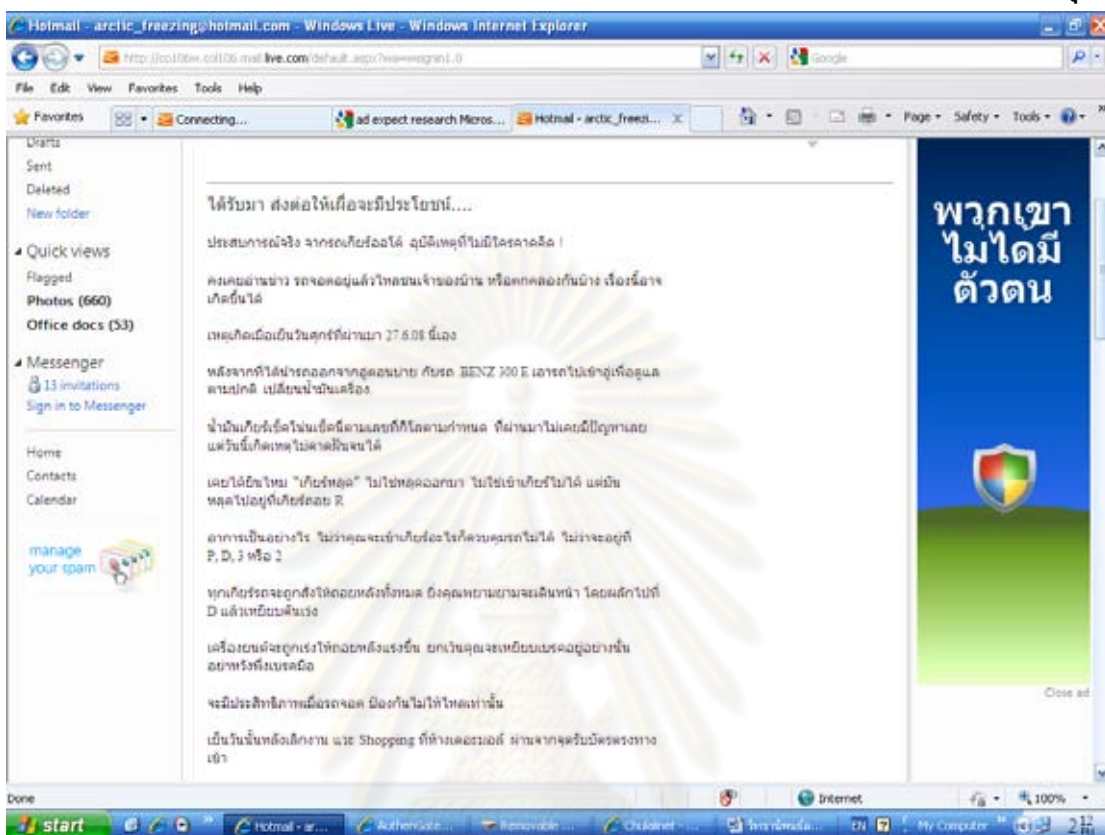 Hotmail - arctic_freezing@hotmail.com - Windows Live - Windows Internet Explorer
Google
File Edit View Favorites Tools Help
Favorites
Connecting...
ad expect research Micros...
Hotmail - arctic_freezi...
Page
Safety
Tools
Drafts
Sent
Deleted
New folder
Quick views
Flagged
Photos (660)
Office docs (53)
Messenger
13 invitations
Sign in to Messenger
Home
Contacts
Calendar
manage
your spam
ได้รับมา ส่งต่อให้เผื่อจะมีประโยชน์....
ประสบการณ์จริง จากรถเกียร์ออโต้ อุบัติเหตุที่ไม่มีใครคาดคิด !
คงเคยอ่านข่าว รถจอดอยู่แล้วไหลชนเจ้าของบ้าน หรือตกคลองกันบ้าง เรื่องนี้อาจ
เกิดขึ้นได้
เหตุเกิดเมื่อเย็นวันศุกร์ที่ผ่านมา 27.6.08 นี้เอง
หลังจากที่ได้นำรถออกจากอู่ตอนบ่าย กับรถ BENZ 300 E เอารถไปเข้าอู่เพื่อดูแล
ตามปกติ เปลี่ยนน้ำมันเครื่อง
น้ำมันเกียร์เช็คโน่นเช็คนี่ตามเลขที่กิโลตามกำหนด ที่ผ่านมาไม่เคยมีปัญหาเลย
แต่วันนี้เกิดเหตุไม่คาดฝันจนได้
เคยได้ยินไหม "เกียร์หลุด" ไม่ใช่หลุดออกมา ไม่ใช่เข้าเกียร์ไม่ได้ แต่มัน
หลุดไปอยู่ที่เกียร์ถอย R
อาการเป็นอย่างไร ไม่ว่าคุณจะเข้าเกียร์อะไรก็ควบคุมรถไม่ได้ ไม่ว่าจะอยู่ที่
P, D, 3 หรือ 2
ทุกเกียร์รถจะถูกสั่งให้ถอยหลังทั้งหมด ยิ่งคุณพยามยามจะเดินหน้า โดยผลักไปที่
D แล้วเหยียบคันเร่ง
เครื่องยนต์จะถูกเร่งให้ถอยหลังแรงขึ้น ยกเว้นคุณจะเหยียบเบรคอยู่อย่างนั้น
อย่าหวังพึ่งเบรคมือ
จะมีประสิทธิภาพเมื่อรถจอด ป้องกันไม่ให้ไหลเท่านั้น
เย็นวันนั้นหลังเลิกงาน แวะ Shopping ที่ห้างเดอะมอล์ ผ่านจากจุดรับบัตรตรงทาง
เข้า
พวกเขา
ไม่ได้มี
ตัวตน
Close ad
Done
Internet
100%
start
Hotmail - ar...
Authenticate...
Removable ...
Chulalinet - ...
EN
My Computer